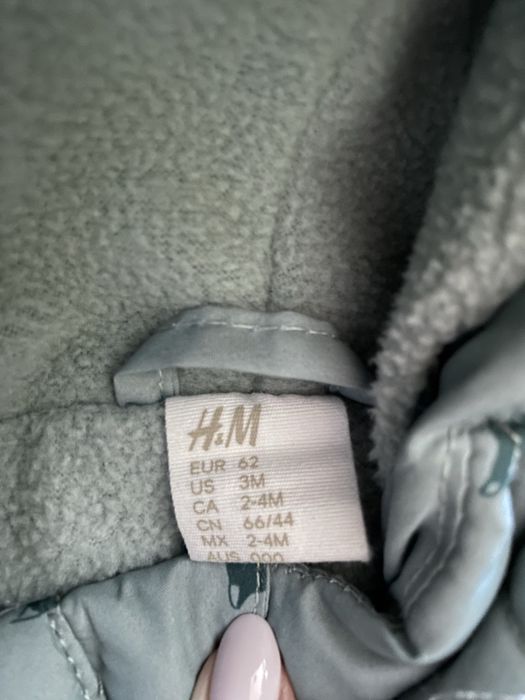 H&M
EUR 62
US 3M
CA 2-4M
CN 66/44
MX 2-4M
AUS 000